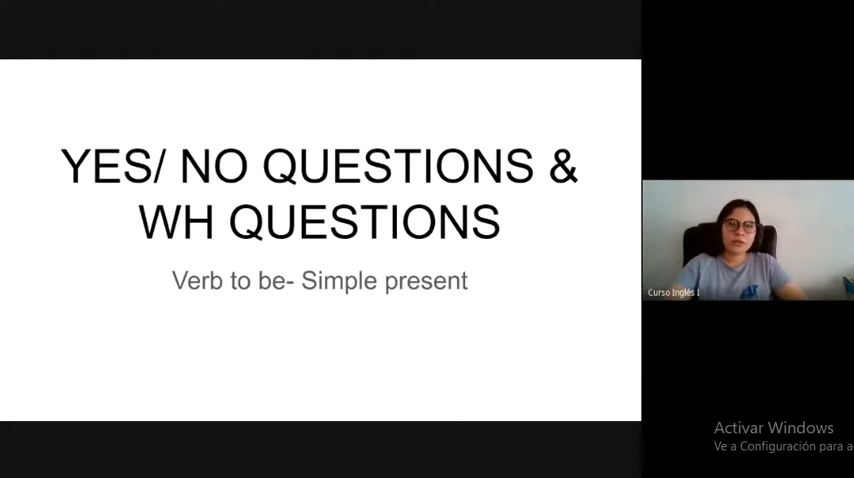 YES/ NO QUESTIONS &
WH QUESTIONS
Verb to be- Simple present
Curso Inglés I
Activar Windows
Ve a Configuración para a